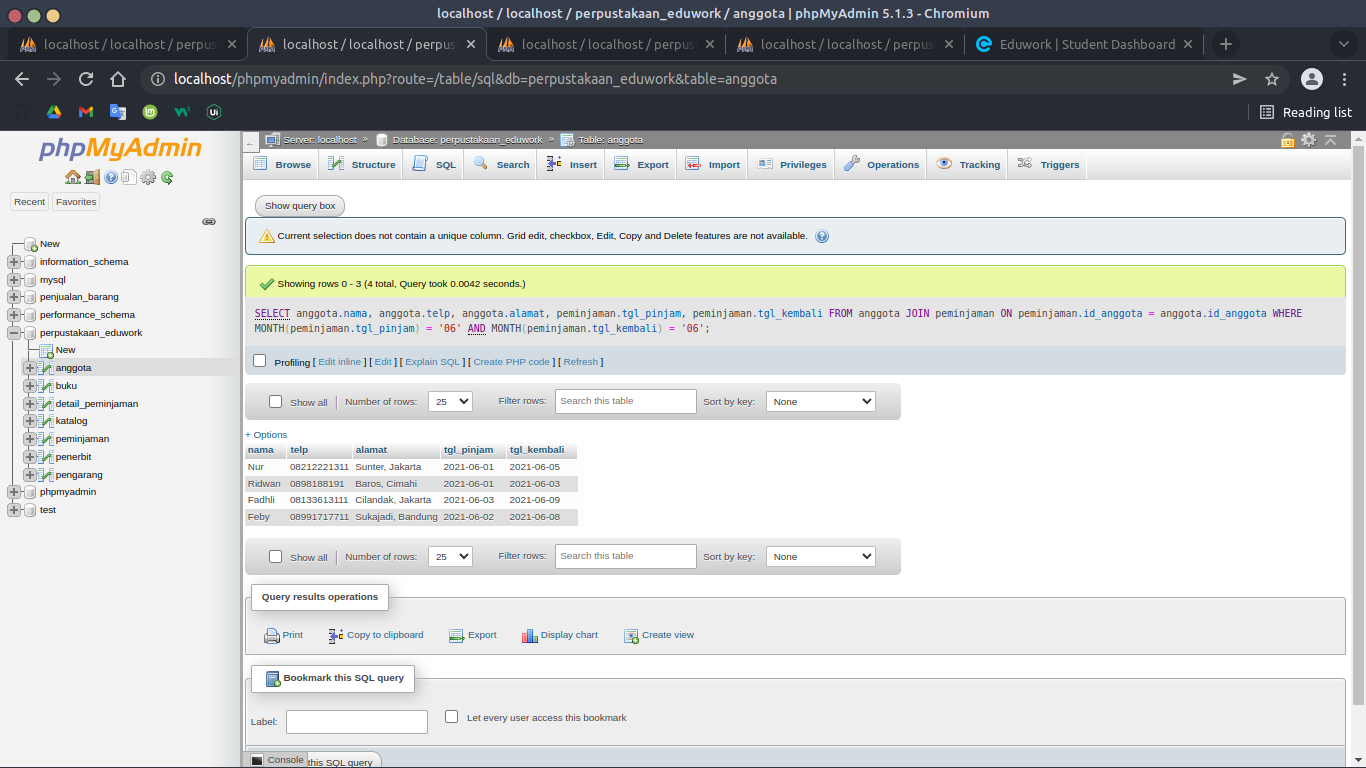 localhost / localhost / perpustakaan_eduwork / anggota | phpMyAdmin 5.1.3 - Chromium
localhost / localhost / perpus
localhost / localhost / perpus
localhost / localhost / perpus
localhost / localhost / perpus
Eduwork | Student Dashboard
localhost/phpmyadmin/index.php?route=/table/sql&db=perpustakaan_eduwork&table=anggota
Reading list
phpMyAdmin
Recent
Favorites
New
information_schema
mysql
penjualan_barang
performance_schema
perpustakaan_eduwork
New
anggota
buku
detail_peminjaman
katalog
peminjaman
penerbit
pengarang
phpmyadmin
test
Server: localhost » Database: perpustakaan_eduwork » Table: anggota
Browse Structure SQL Search Insert Export Import Privileges Operations Tracking Triggers
Show query box
Current selection does not contain a unique column. Grid edit, checkbox, Edit, Copy and Delete features are not available.
Showing rows 0 - 3 (4 total, Query took 0.0042 seconds.)
SELECT anggota.nama, anggota.telp, anggota.alamat, peminjaman.tgl_pinjam, peminjaman.tgl_kembali FROM anggota JOIN peminjaman ON peminjaman.id_anggota = anggota.id_anggota WHERE
MONTH(peminjaman.tgl_pinjam) = '06' AND MONTH(peminjaman.tgl_kembali) = '06';
Profiling [ Edit inline ] [ Edit ] [ Explain SQL ] [ Create PHP code ] [ Refresh ]
Show all | Number of rows: 25 Filter rows: Search this table Sort by key: None
+ Options
nama telp alamat tgl_pinjam tgl_kembali
Nur 08212221311 Sunter, Jakarta 2021-06-01 2021-06-05
Ridwan 0898188191 Baros, Cimahi 2021-06-01 2021-06-03
Fadhli 08133613111 Cilandak, Jakarta 2021-06-03 2021-06-09
Feby 08991717711 Sukajadi, Bandung 2021-06-02 2021-06-08
Show all | Number of rows: 25 Filter rows: Search this table Sort by key: None
Query results operations
Print Copy to clipboard Export Display chart Create view
Bookmark this SQL query
Label: Let every user access this bookmark
Console this SQL query